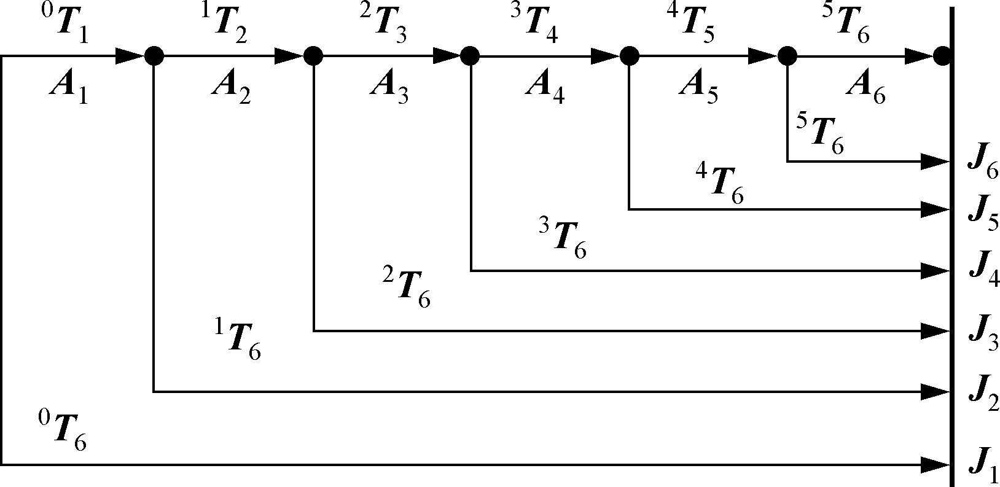 ⁰T₁ ¹T₂ ²T₃ ³T₄ ⁴T₅ ⁵T₆
A₁ A₂ A₃ A₄ A₅ A₆
⁵T₆
J₆
⁴T₆
J₅
³T₆
J₄
²T₆
J₃
¹T₆
J₂
⁰T₆
J₁